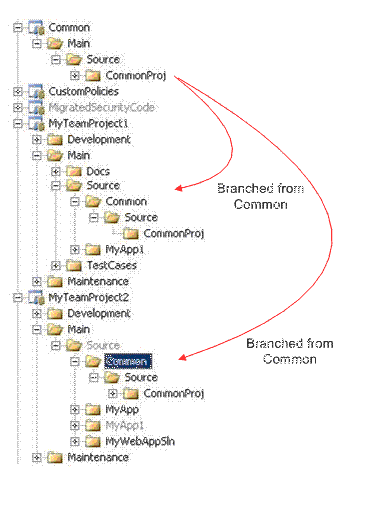 Common
Main
Source
CommonProj
CustomPolicies
MigratedSecurityCode
MyTeamProject1
Development
Main
Docs
Source
Common
Source
CommonProj
MyApp1
TestCases
Maintenance
MyTeamProject2
Development
Main
Source
Common
Source
CommonProj
MyApp
MyApp1
MyWebAppSln
Maintenance
Branched from
Common
Branched from
Common